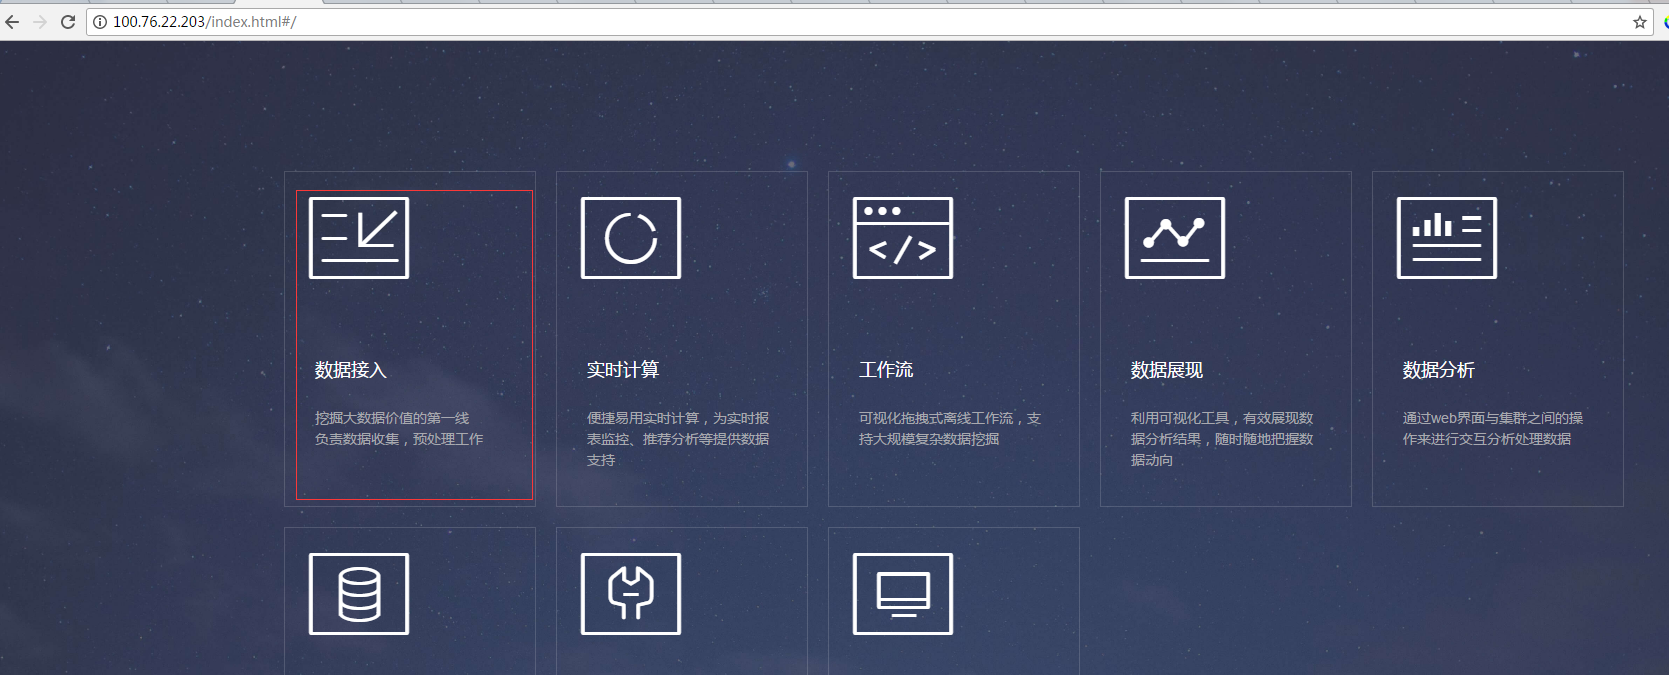 100.76.22.203/index.html#/
数据接入
挖掘大数据价值的第一线
负责数据收集，预处理工作
实时计算
便捷易用实时计算，为实时报
表监控、推荐分析等提供数据
支持
工作流
可视化拖拽式离线工作流，支
持大规模复杂数据挖掘
数据展现
利用可视化工具，有效展现数
据分析结果，随时随地把握数
据动向
数据分析
通过web界面与集群之间的操
作来进行交互分析处理数据